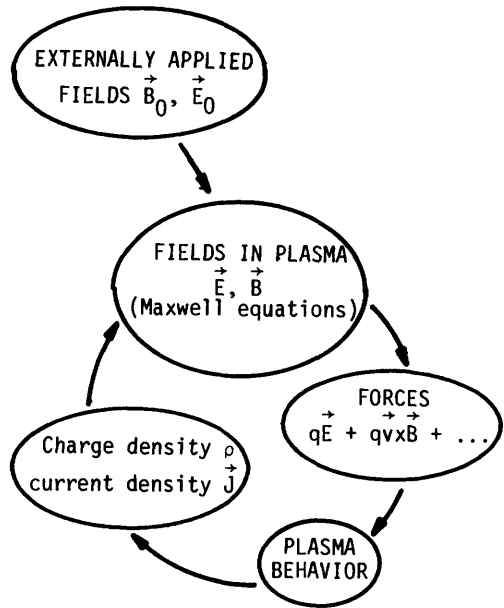 EXTERNALLY APPLIED
FIELDS B⃗₀, E⃗₀
FIELDS IN PLASMA
E⃗, B⃗
(Maxwell equations)
FORCES
qE⃗ + qv⃗xB⃗ + ...
Charge density ρ
current density J⃗
PLASMA
BEHAVIOR